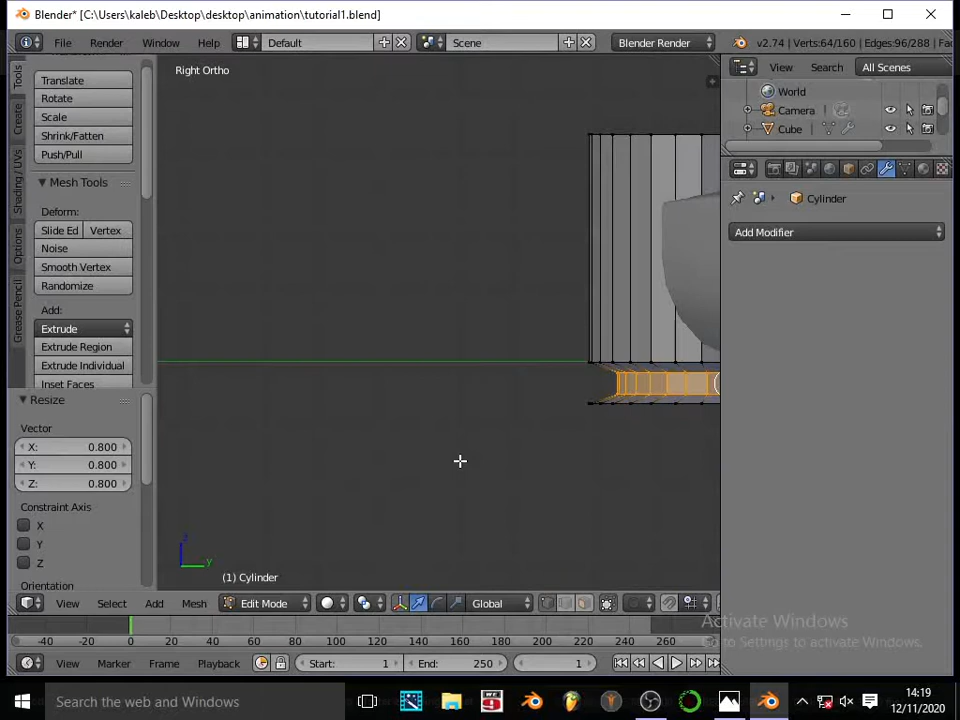 Blender* [C:\Users\kaleb\Desktop\desktop\animation\tutorial1.blend]
File Render Window Help Default Scene Blender Render v2.74 | Verts:64/160 | Edges:96/288 | Fac
Tools
Create
Shading / UVs
Options
Grease Pencil
Translate
Rotate
Scale
Shrink/Fatten
Push/Pull
Mesh Tools
Deform:
Slide Ed Vertex
Noise
Smooth Vertex
Randomize
Add:
Extrude
Extrude Region
Extrude Individual
Inset Faces
Resize
Vector
X: 0.800
Y: 0.800
Z: 0.800
Constraint Axis
X
Y
Z
Orientation
Right Ortho
z
y
(1) Cylinder
View Search All Scenes
World
Camera
Cube
Cylinder
Add Modifier
View Select Add Mesh Edit Mode Global
Activate Windows
Go to Settings to activate Windows.
-40 -20 0 20 40 60 80 100 120 140 160 180 200 220 240 260
View Marker Frame Playback Start: 1 End: 250 1
Search the web and Windows
14:19
12/11/2020